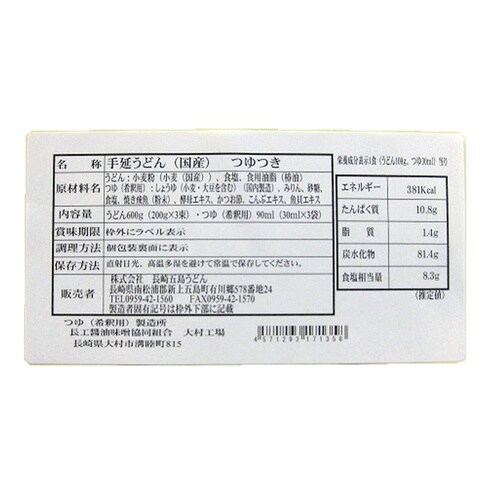 名称 手延うどん（国産） つゆつき
原材料名 うどん：小麦粉（小麦（国産））、食塩、食用油脂（椿油）
つゆ（希釈用）：しょうゆ（小麦・大豆を含む）（国内製造）、みりん、砂糖、
食塩、焼き煉魚（粉末）、酵母エキス、かつお節、こんぶエキス、魚貝エキス
内容量 うどん600g（200g×3束）・つゆ（希釈用）90ml（30ml×3袋）
賞味期限 枠外にラベル表示
調理方法 個包装裏面に表示
保存方法 直射日光、高温多湿を避けて常温で保存してください。
販売者 株式会社 長崎五島うどん
長崎県南松浦郡新上五島町有川郷578番地24
TEL0959-42-1560 FAX0959-42-1570
製造者固有記号は枠外下部に記載
つゆ（希釈用）製造所
長工醤油味噌協同組合 大村工場
長崎県大村市溝陸町815
栄養成分表示1食（うどん100g、つゆ30ml）当り
エネルギー 381Kcal
たんぱく質 10.8g
脂質 1.4g
炭水化物 81.4g
食塩相当量 8.3g
（推定値）
4571293171358